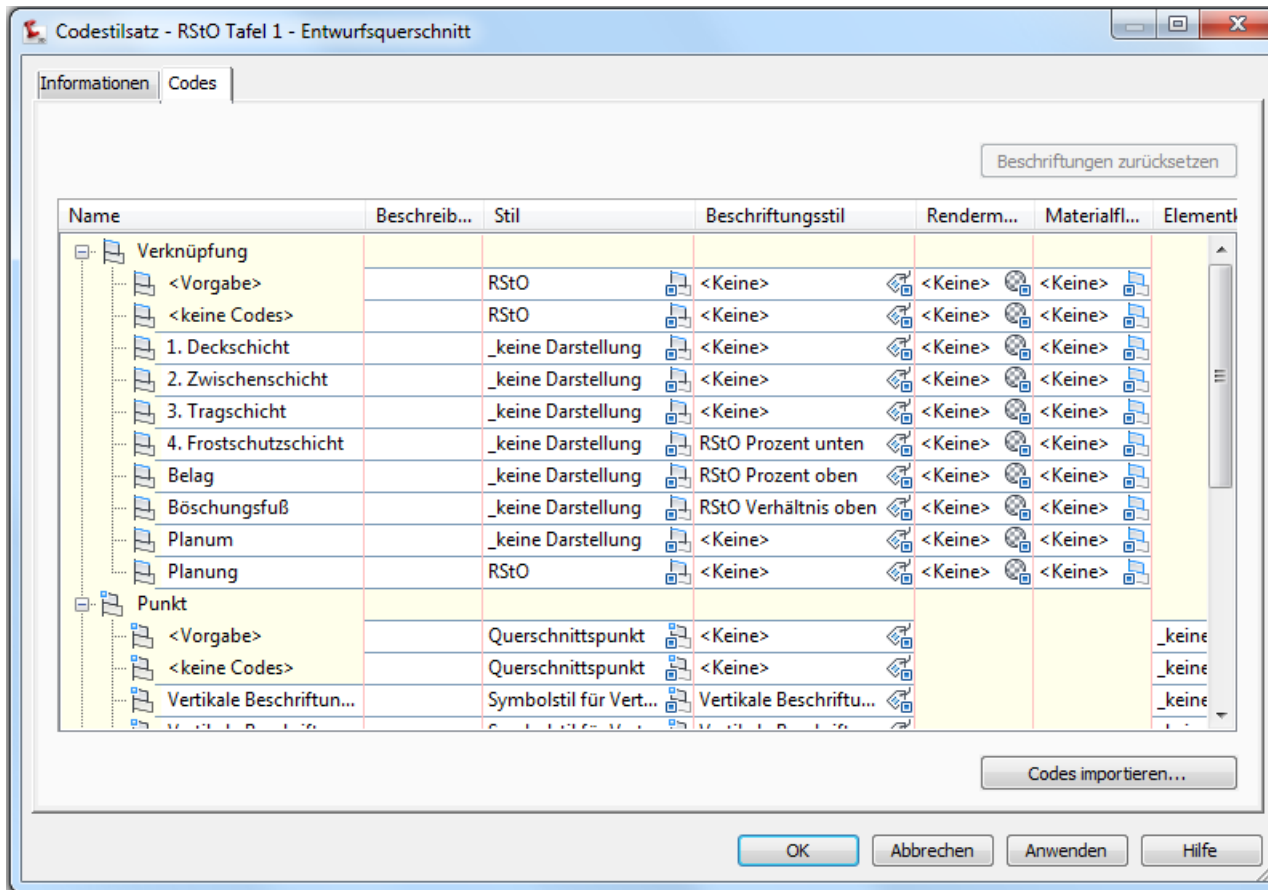 Codestilsatz - RStO Tafel 1 - Entwurfsquerschnitt
Informationen Codes
Beschriftungen zurücksetzen
Name Beschreib... Stil Beschriftungsstil Renderm... Materialfl... Elementk
Verknüpfung
<Vorgabe> RStO <Keine> <Keine> <Keine>
<keine Codes> RStO <Keine> <Keine> <Keine>
1. Deckschicht _keine Darstellung <Keine> <Keine> <Keine>
2. Zwischenschicht _keine Darstellung <Keine> <Keine> <Keine>
3. Tragschicht _keine Darstellung <Keine> <Keine> <Keine>
4. Frostschutzschicht _keine Darstellung RStO Prozent unten <Keine> <Keine>
Belag _keine Darstellung RStO Prozent oben <Keine> <Keine>
Böschungsfuß _keine Darstellung RStO Verhältnis oben <Keine> <Keine>
Planum _keine Darstellung <Keine> <Keine> <Keine>
Planung RStO <Keine> <Keine> <Keine>
Punkt
<Vorgabe> Querschnittspunkt <Keine> _keine
<keine Codes> Querschnittspunkt <Keine> _keine
Vertikale Beschriftun... Symbolstil für Vert... Vertikale Beschriftu... _keine
Codes importieren...
OK Abbrechen Anwenden Hilfe